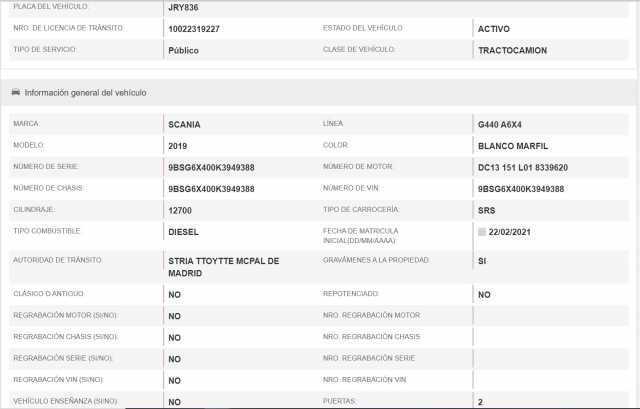 PLACA DEL VEHÍCULO: JRY836
NRO. DE LICENCIA DE TRÁNSITO: 10022319227 ESTADO DEL VEHÍCULO: ACTIVO
TIPO DE SERVICIO: Público CLASE DE VEHÍCULO: TRACTOCAMION
Información general del vehículo
MARCA: SCANIA LÍNEA: G440 A6X4
MODELO: 2019 COLOR: BLANCO MARFIL
NÚMERO DE SERIE: 9BSG6X400K3949388 NÚMERO DE MOTOR: DC13 151 L01 8339620
NÚMERO DE CHASIS: 9BSG6X400K3949388 NÚMERO DE VIN: 9BSG6X400K3949388
CILINDRAJE: 12700 TIPO DE CARROCERÍA: SRS
TIPO COMBUSTIBLE: DIESEL FECHA DE MATRICULA INICIAL(DD/MM/AAAA): 22/02/2021
AUTORIDAD DE TRÁNSITO: STRIA TTOYTTE MCPAL DE MADRID GRAVÁMENES A LA PROPIEDAD: SI
CLÁSICO O ANTIGUO: NO REPOTENCIADO: NO
REGRABACIÓN MOTOR (SI/NO): NO NRO. REGRABACIÓN MOTOR
REGRABACIÓN CHASIS (SI/NO): NO NRO. REGRABACIÓN CHASIS
REGRABACIÓN SERIE (SI/NO): NO NRO. REGRABACIÓN SERIE
REGRABACIÓN VIN (SI/NO) NO NRO. REGRABACIÓN VIN
VEHÍCULO ENSEÑANZA (SI/NO): NO PUERTAS: 2